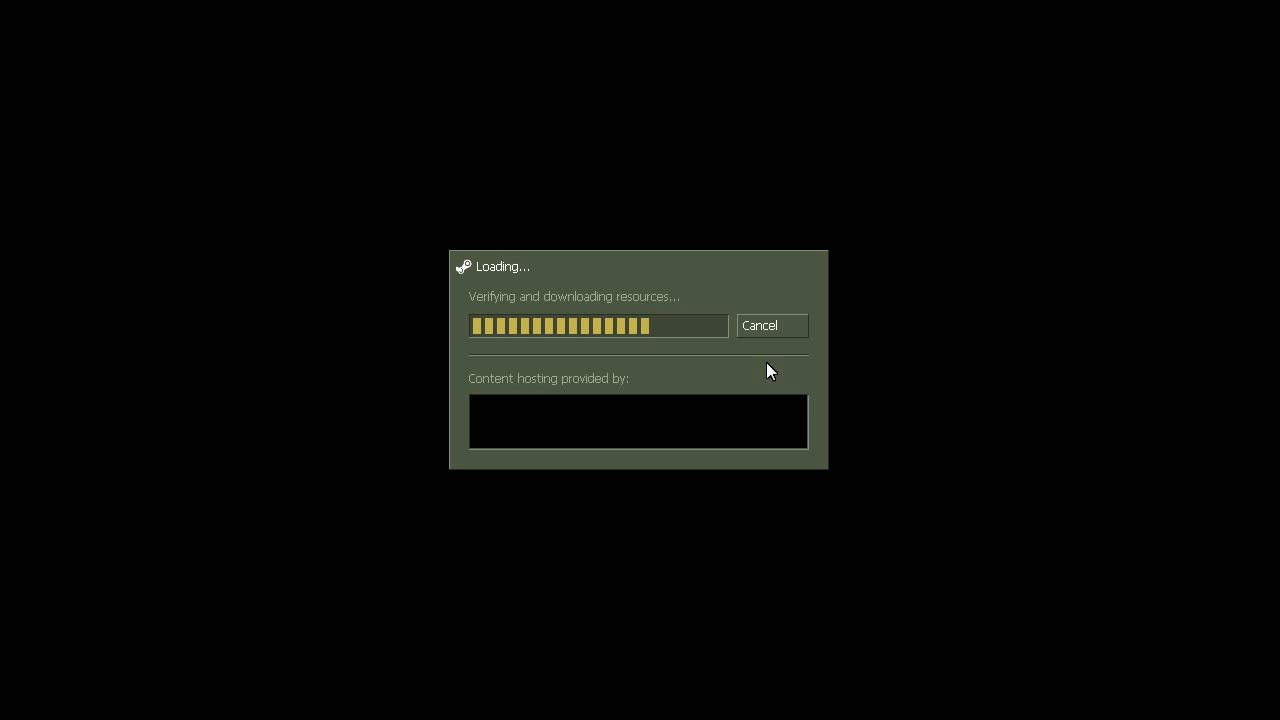 Loading...
Verifying and downloading resources...
Cancel
Content hosting provided by: